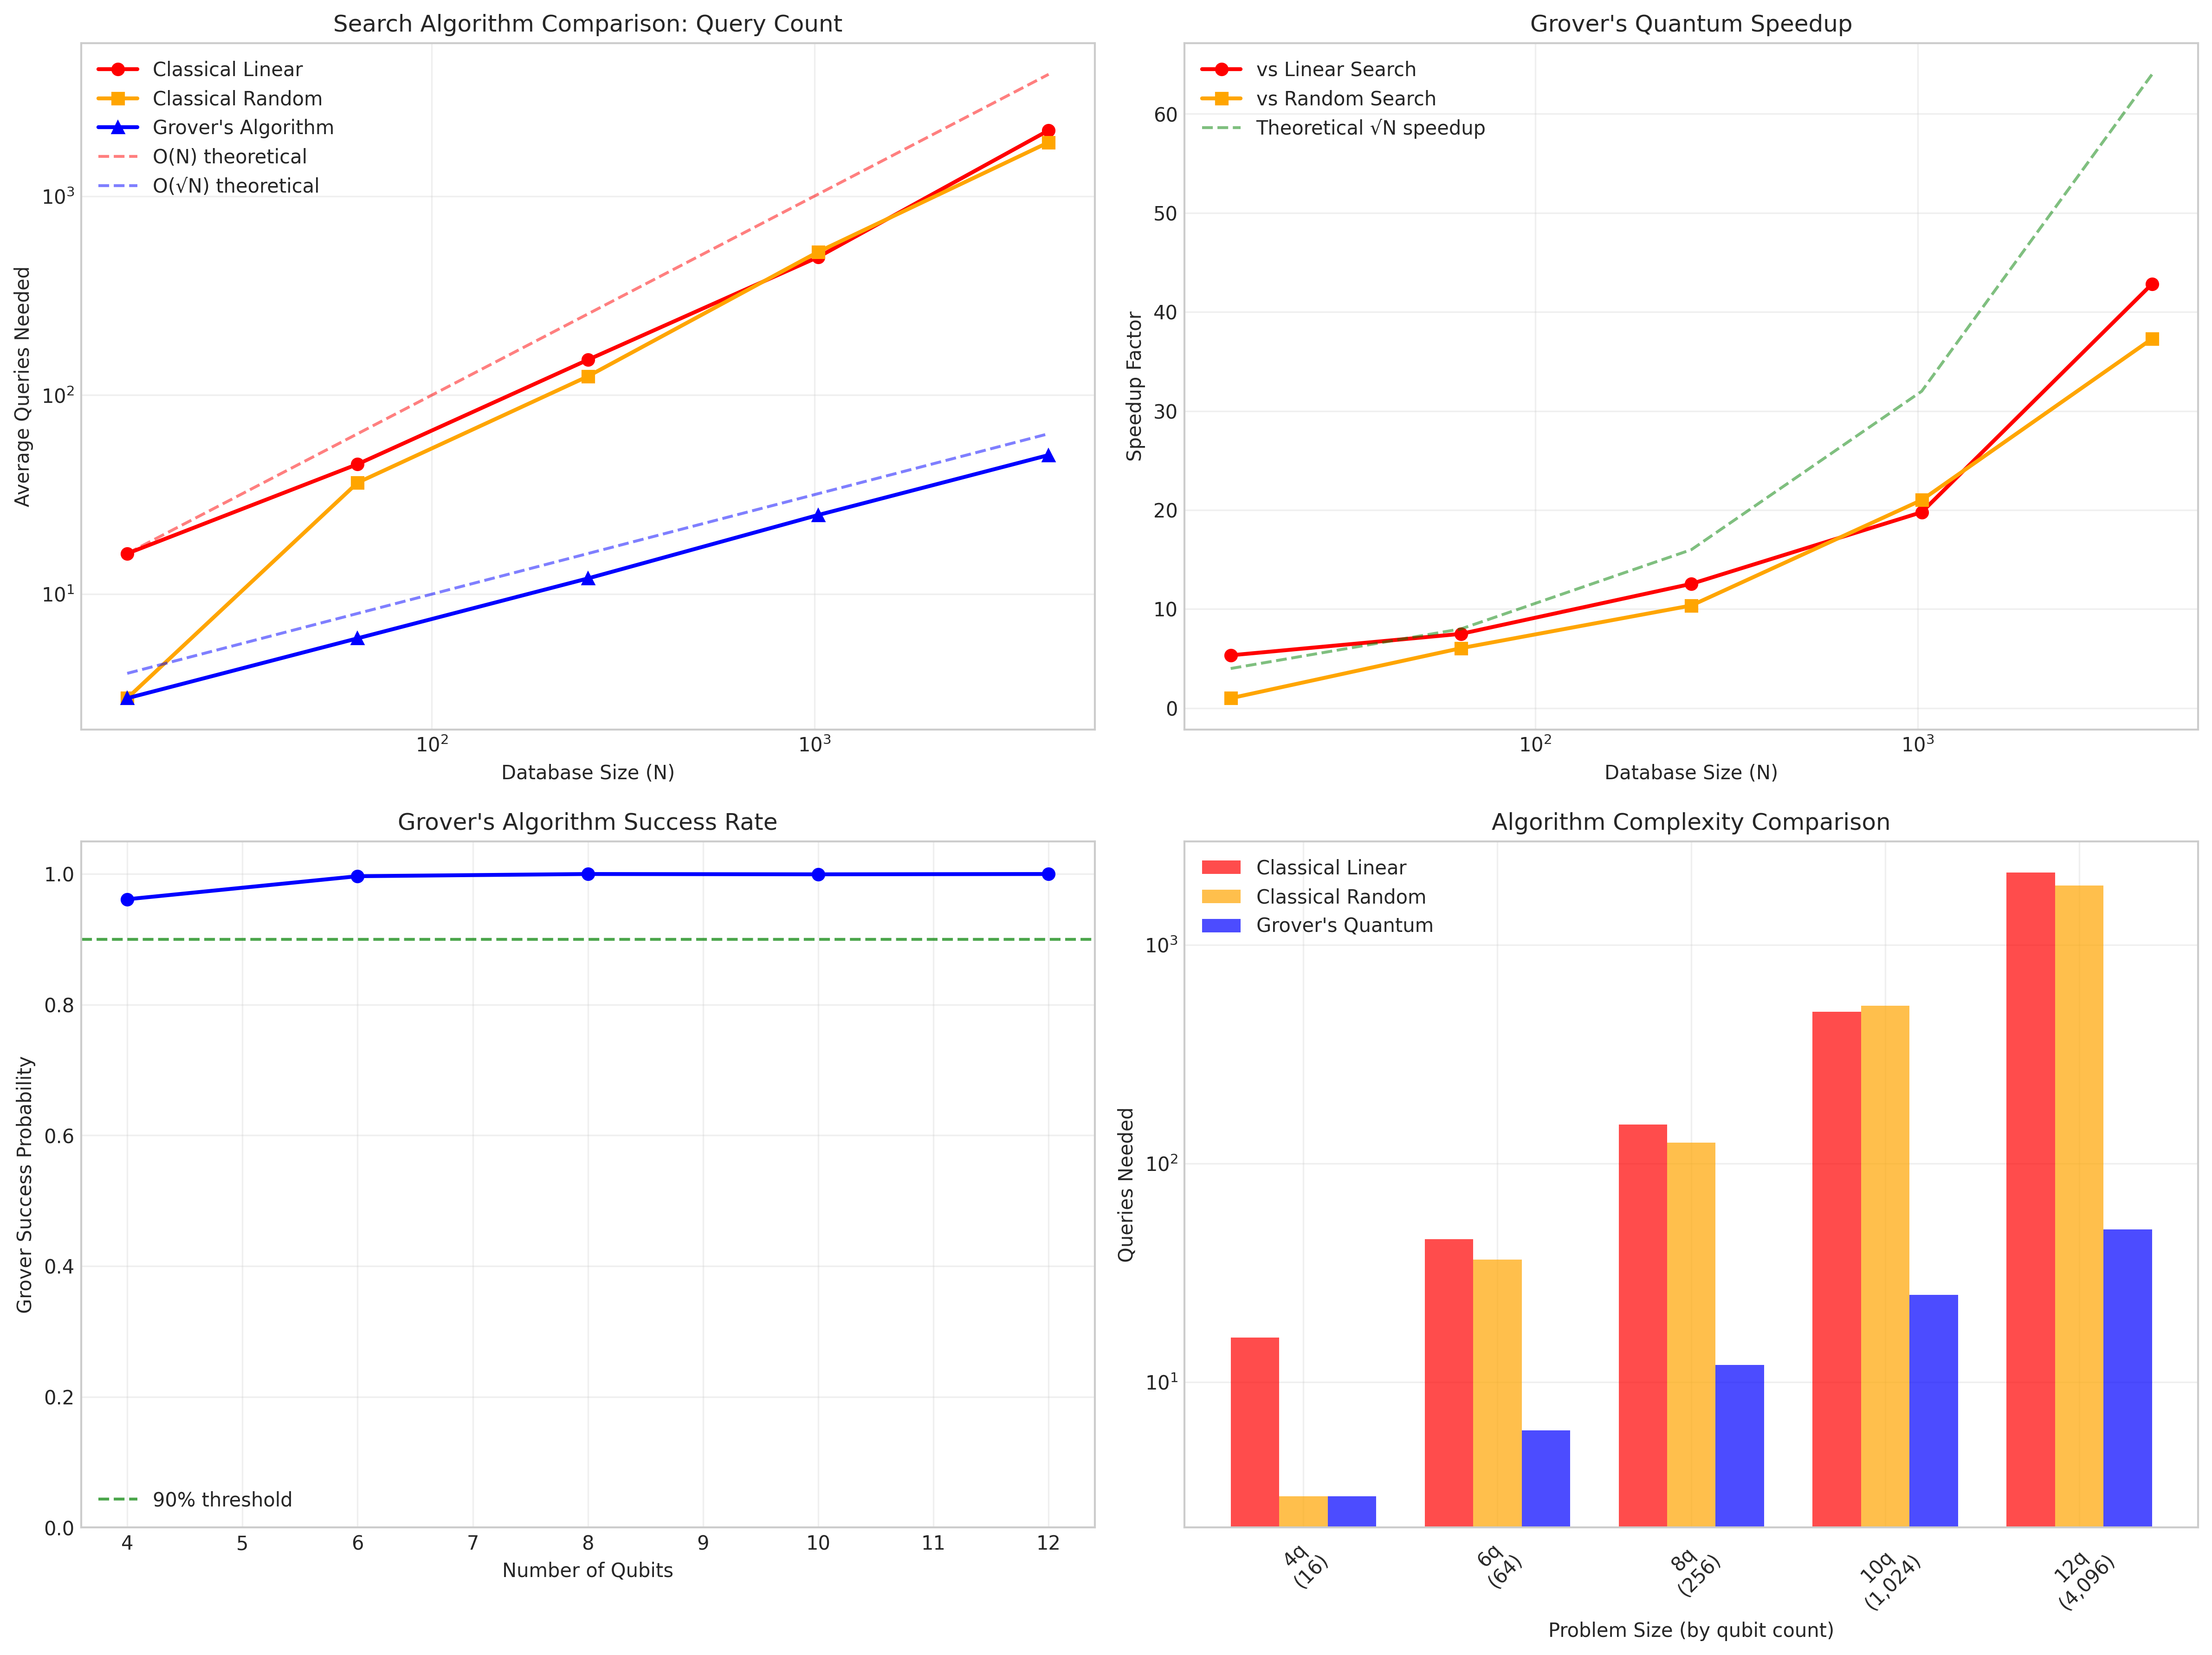 Search Algorithm Comparison: Query Count
Classical Linear
Classical Random
Grover's Algorithm
O(N) theoretical
O(√N) theoretical
Average Queries Needed
10³
10²
10¹
10² 10³
Database Size (N)
Grover's Quantum Speedup
vs Linear Search
vs Random Search
Theoretical √N speedup
Speedup Factor
60
50
40
30
20
10
0
10² 10³
Database Size (N)
Grover's Algorithm Success Rate
Grover Success Probability
1.0
0.8
0.6
0.4
0.2
0.0
90% threshold
4 5 6 7 8 9 10 11 12
Number of Qubits
Algorithm Complexity Comparison
Classical Linear
Classical Random
Grover's Quantum
Queries Needed
10³
10²
10¹
4q
(16)
6q
(64)
8q
(256)
10q
(1,024)
12q
(4,096)
Problem Size (by qubit count)